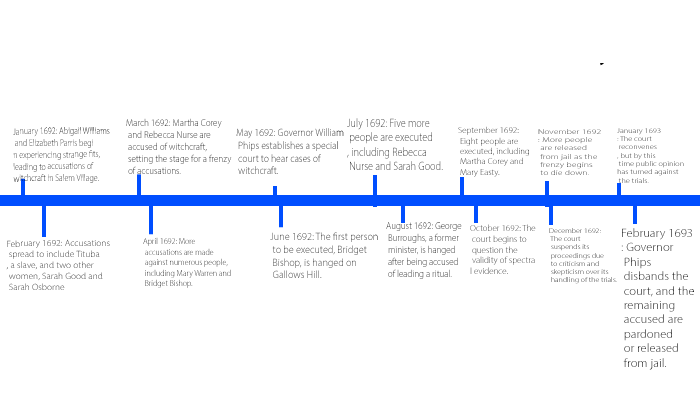 January 1692: Abigail Williams
and Elizabeth Parris begi
n experiencing strange fits,
leading to accusations of
witchcraft in Salem Village.
March 1692: Martha Corey
and Rebecca Nurse are
accused of witchcraft,
setting the stage for a frenzy
of accusations.
May 1692: Governor William
Phips establishes a special
court to hear cases of
witchcraft.
July 1692: Five more
people are executed
, including Rebecca
Nurse and Sarah Good.
September 1692:
Eight people are
executed, including
Martha Corey and
Mary Easty.
November 1692
: More people
are released
from jail as the
frenzy begins
to die down.
January 1693
: The court
reconvenes
, but by this
time public opinion
has turned against
the trials.
February 1692: Accusations
spread to include Tituba
, a slave, and two other
women, Sarah Good and
Sarah Osborne
April 1692: More
accusations are made
against numerous people,
including Mary Warren and
Bridget Bishop.
June 1692: The first person
to be executed, Bridget
Bishop, is hanged on
Gallows Hill.
August 1692: George
Burroughs, a former
minister, is hanged
after being accused
of leading a ritual.
October 1692: The
court begins to
question the
validity of spectra
l evidence.
December 1692:
The court
suspends its
proceedings due
to criticism and
skepticism over its
handling of the trials.
February 1693
: Governor
Phips
disbands the
court, and the
remaining
accused are
pardoned
or released
from jail.